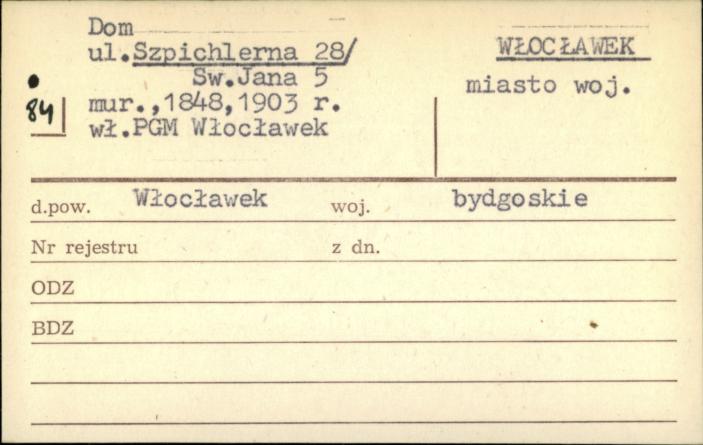 Dom
ul.Szpichlerna 28/
Sw.Jana 5
mur.,1848,1903 r.
wł.PGM Włocławek
84
WŁOCŁAWEK
miasto woj.
d.pow. Włocławek woj. bydgoskie
Nr rejestru z dn.
ODZ
BDZ